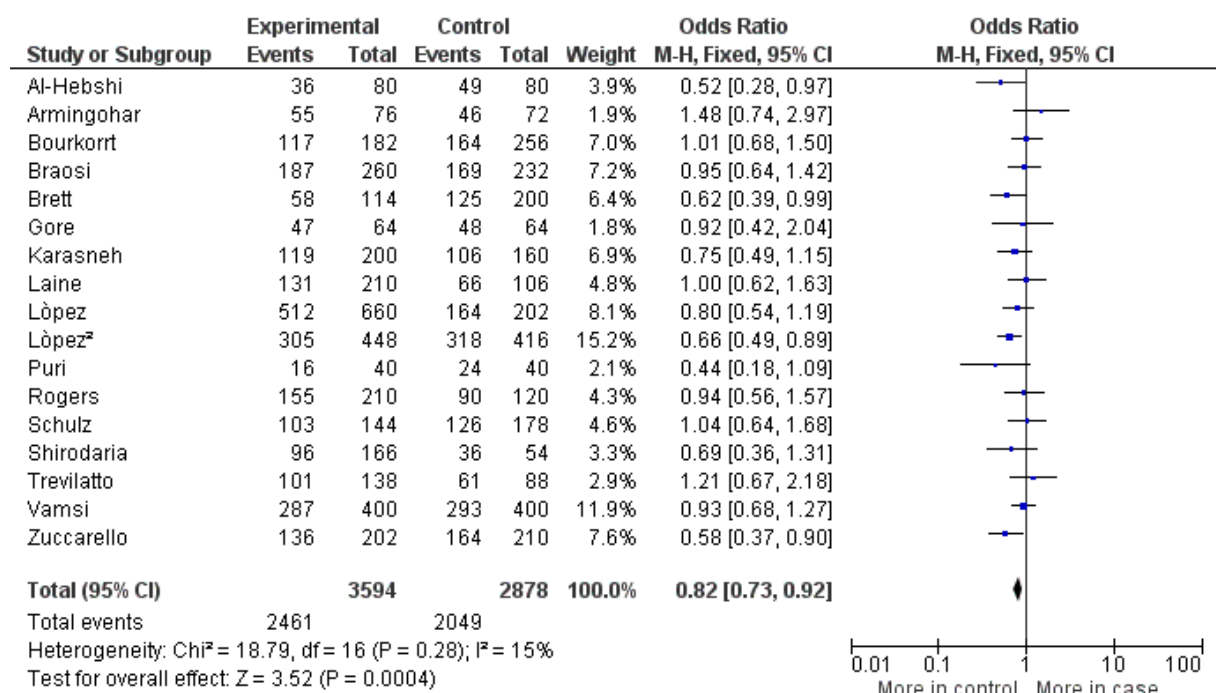 Experimental Control Odds Ratio Odds Ratio
Study or Subgroup Events Total Events Total Weight M-H, Fixed, 95% CI M-H, Fixed, 95% CI
Al-Hebshi 36 80 49 80 3.9% 0.52 [0.28, 0.97]
Armingohar 55 76 46 72 1.9% 1.48 [0.74, 2.97]
Bourkorrt 117 182 164 256 7.0% 1.01 [0.68, 1.50]
Braosi 187 260 169 232 7.2% 0.95 [0.64, 1.42]
Brett 58 114 125 200 6.4% 0.62 [0.39, 0.99]
Gore 47 64 48 64 1.8% 0.92 [0.42, 2.04]
Karasneh 119 200 106 160 6.9% 0.75 [0.49, 1.15]
Laine 131 210 66 106 4.8% 1.00 [0.62, 1.63]
Lòpez 512 660 164 202 8.1% 0.80 [0.54, 1.19]
Lòpez² 305 448 318 416 15.2% 0.66 [0.49, 0.89]
Puri 16 40 24 40 2.1% 0.44 [0.18, 1.09]
Rogers 155 210 90 120 4.3% 0.94 [0.56, 1.57]
Schulz 103 144 126 178 4.6% 1.04 [0.64, 1.68]
Shirodaria 96 166 36 54 3.3% 0.69 [0.36, 1.31]
Trevilatto 101 138 61 88 2.9% 1.21 [0.67, 2.18]
Vamsi 287 400 293 400 11.9% 0.93 [0.68, 1.27]
Zuccarello 136 202 164 210 7.6% 0.58 [0.37, 0.90]
Total (95% CI) 3594 2878 100.0% 0.82 [0.73, 0.92]
Total events 2461 2049
Heterogeneity: Chi² = 18.79, df = 16 (P = 0.28); I² = 15%
Test for overall effect: Z = 3.52 (P = 0.0004)
0.01 0.1 1 10 100
More in control More in case